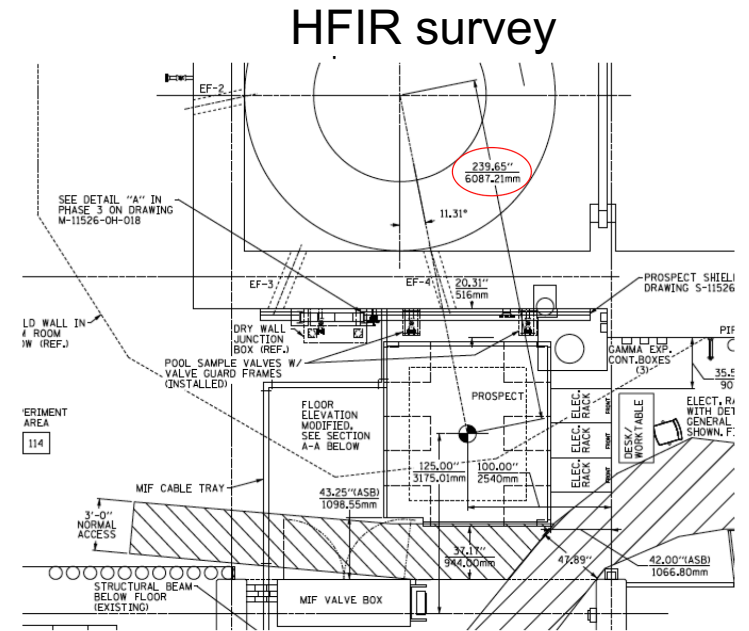 HFIR survey
EF-2
239.65"
6087.21mm
SEE DETAIL "A" IN
PHASE 3 ON DRAWING
M-11526-OH-018
11.31°
EF-3
EF-4
20.31"
516mm
PROSPECT SHIEL
DRAWING S-11526
LD WALL IN
M ROOM
OW (REF.)
DRY WALL
JUNCTION
BOX (REF.)
POOL SAMPLE VALVES W/
VALVE GUARD FRAMES
(INSTALLED)
PIP
GAMMA EXP.
CONT.BOXES
(3)
35.5
90
FLOOR
ELEVATION
MODIFIED,
SEE SECTION
A-A BELOW
PROSPECT
ELEC.
RACK
FRONT
ELEC.
RACK
FRONT
ELEC.
RACK
FRONT
DESK/
WORKTABLE
ELECT. RA
WITH DET
GENERAL
SHOWN. F
ERIMENT
AREA
114
125.00"
3175.01mm
100.00"
2540mm
MIF CABLE TRAY
43.25"(ASB)
1098.55mm
3'-0"
NORMAL
ACCESS
37.17"
944.00mm
47.89"
42.00"(ASB)
1066.80mm
STRUCTURAL BEAM
BELOW FLOOR
(EXISTING)
MIF VALVE BOX